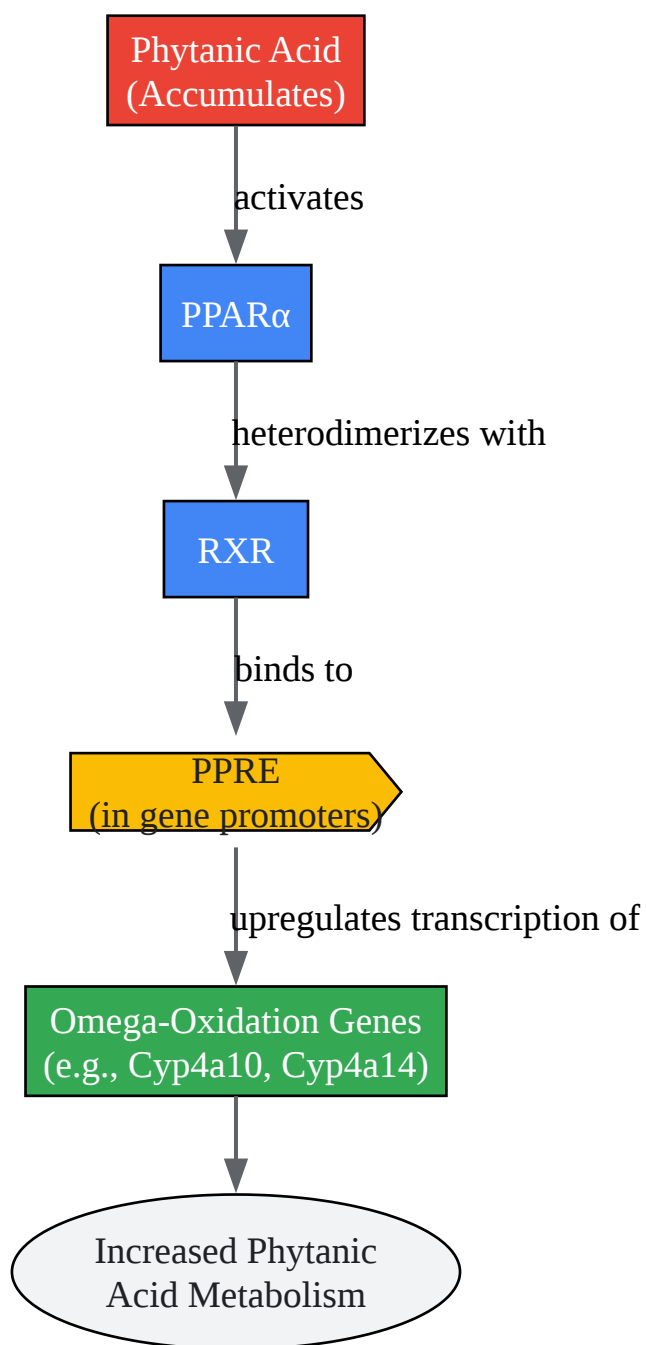 Phytanic Acid
(Accumulates)
activates
PPARα
heterodimerizes with
RXR
binds to
PPRE
(in gene promoters)
upregulates transcription of
Omega-Oxidation Genes
(e.g., Cyp4a10, Cyp4a14)
Increased Phytanic
Acid Metabolism